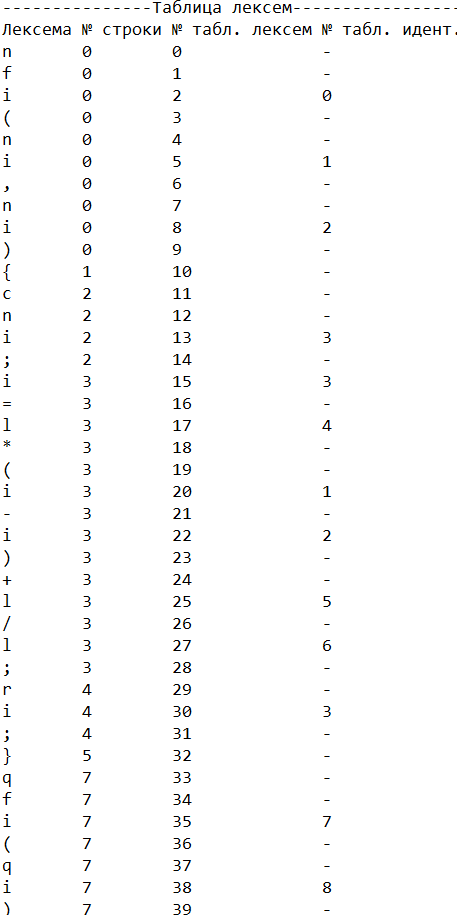 ---------------Таблица лексем-----------------
Лексема № строки № табл. лексем № табл. идент.
n 0 0 -
f 0 1 -
i 0 2 0
( 0 3 -
n 0 4 -
i 0 5 1
, 0 6 -
n 0 7 -
i 0 8 2
) 0 9 -
{ 1 10 -
c 2 11 -
n 2 12 -
i 2 13 3
; 2 14 -
i 3 15 3
= 3 16 -
l 3 17 4
* 3 18 -
( 3 19 -
i 3 20 1
- 3 21 -
i 3 22 2
) 3 23 -
+ 3 24 -
l 3 25 5
/ 3 26 -
l 3 27 6
; 3 28 -
r 4 29 -
i 4 30 3
; 4 31 -
} 5 32 -
q 7 33 -
f 7 34 -
i 7 35 7
( 7 36 -
q 7 37 -
i 7 38 8
) 7 39 -